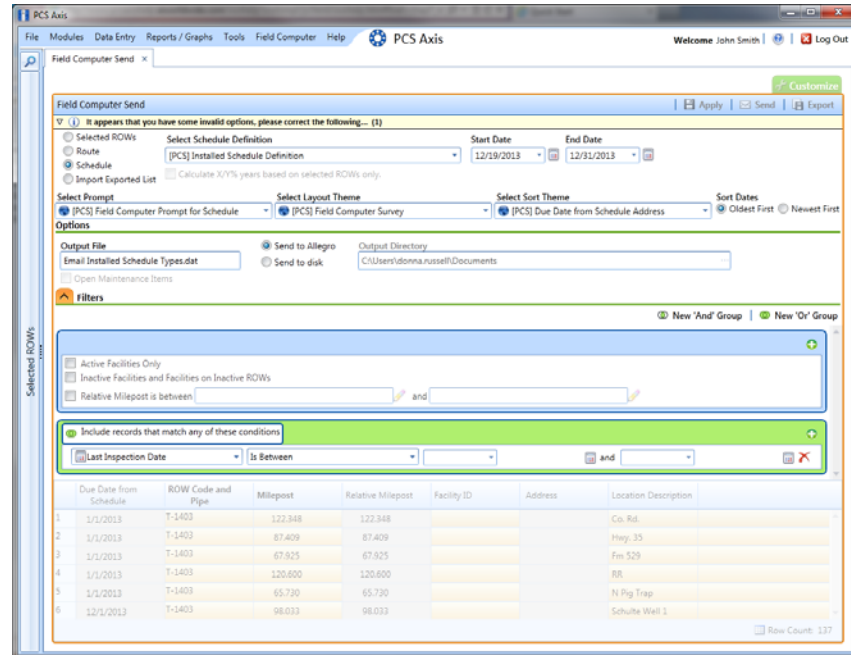 PCS Axis
File Modules Data Entry Reports / Graphs Tools Field Computer Help PCS Axis Welcome John Smith Log Out
Field Computer Send ×
Customize
Field Computer Send Apply Send Export
It appears that you have some invalid options, please correct the following... (1)
Selected ROWs
Route
Schedule
Import Exported List
Select Schedule Definition Start Date End Date
[PCS] Installed Schedule Definition 12/19/2013 12/31/2013
Calculate X/Y% years based on selected ROWs only.
Select Prompt Select Layout Theme Select Sort Theme Sort Dates
[PCS] Field Computer Prompt for Schedule [PCS] Field Computer Survey [PCS] Due Date from Schedule Address Oldest First Newest First
Options
Output File Send to Allegro Output Directory
Email Installed Schedule Types.dat Send to disk C:\Users\donna.russell\Documents
Open Maintenance Items
Filters
New 'And' Group New 'Or' Group
Selected ROWs
Active Facilities Only
Inactive Facilities and Facilities on Inactive ROWs
Relative Milepost is between and
Include records that match any of these conditions
Last Inspection Date Is Between and
Due Date from Schedule ROW Code and Pipe Milepost Relative Milepost Facility ID Address Location Description
1 1/1/2013 T-1403 122.348 122.348 Co. Rd.
2 1/1/2013 T-1403 87.409 87.409 Hwy. 35
3 1/1/2013 T-1403 67.925 67.925 Fm 529
4 1/1/2013 T-1403 120.600 120.600 RR
5 1/1/2013 T-1403 65.730 65.730 N Pig Trap
6 12/1/2013 T-1403 98.033 98.033 Schulte Well 1
Row Count: 137